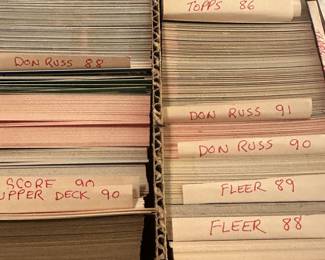 TOPPS 86
DON RUSS 88
DON RUSS 91
DON RUSS 90
SCORE 90
UPPER DECK 90
FLEER 89
FLEER 88